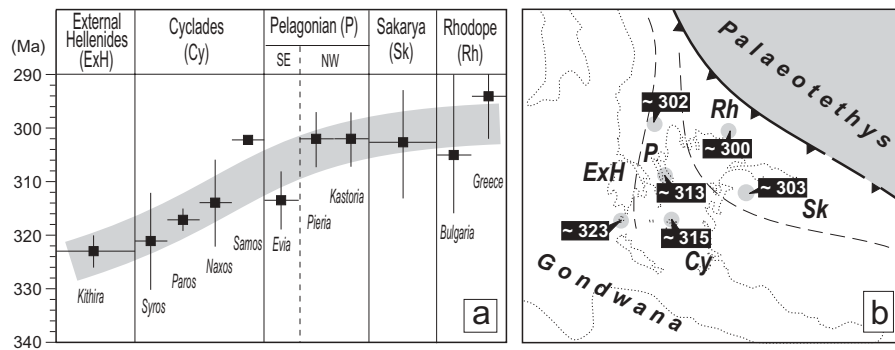 External
Hellenides
(ExH)
Cyclades
(Cy)
Pelagonian (P)
SE
NW
Sakarya
(Sk)
Rhodope
(Rh)
(Ma)
290
300
310
320
330
340
Kithira
Syros
Paros
Naxos
Samos
Evia
Pieria
Kastoria
Bulgaria
Greece
a
Palaeotethys
~ 302
Rh
~ 300
P
ExH
~ 313
~ 303
Sk
~ 323
~ 315
Cy
Gondwana
b